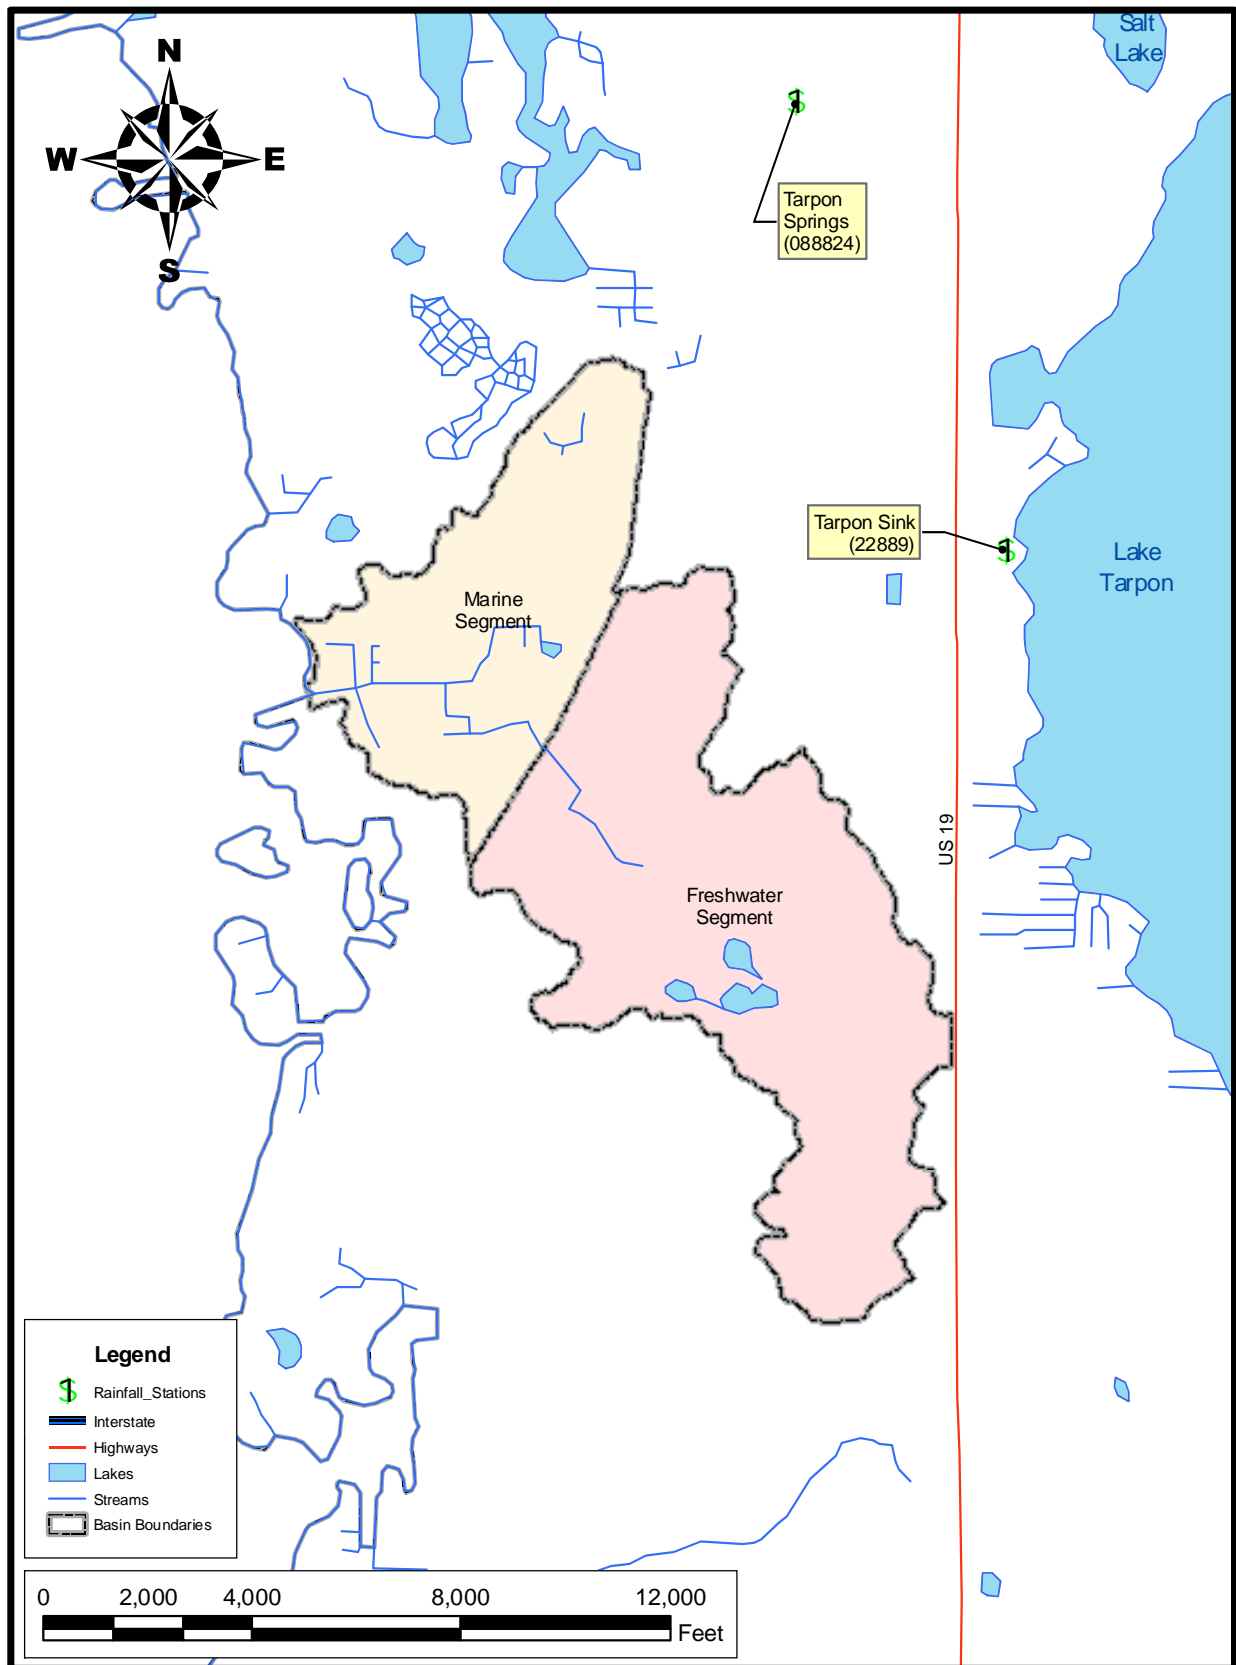 Salt
Lake
N
W
E
S
Tarpon
Springs
(088824)
Tarpon Sink
(22889)
Lake
Tarpon
Marine
Segment
US 19
Freshwater
Segment
Legend
Rainfall_Stations
Interstate
Highways
Lakes
Streams
Basin Boundaries
0 2,000 4,000 8,000 12,000
Feet